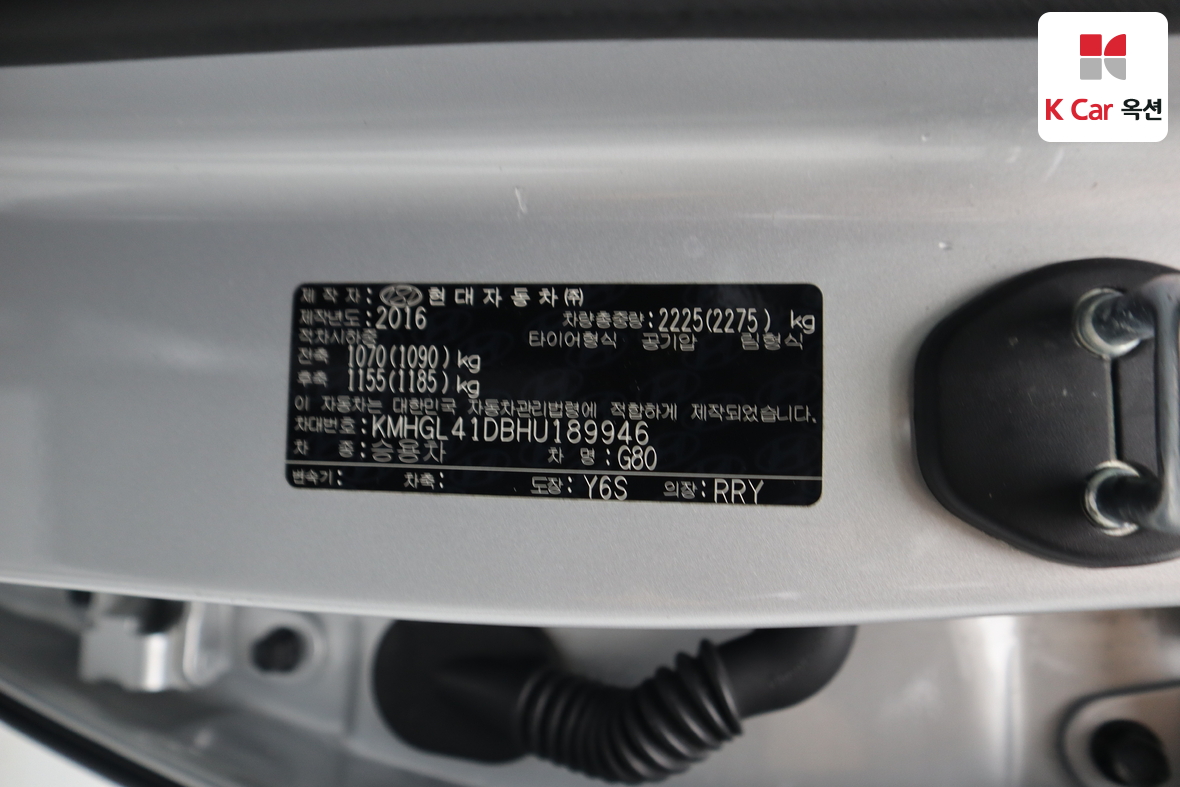 K Car 옥션
제 작 자 : 현 대 자 동 차 ㈜
제작년도 : 2016 차량총중량 : 2225(2275) kg
적차시하중 타이어형식 공기압 림형식
전축 1070(1090) kg
후축 1155(1185) kg
이 자동차는 대한민국 자동차관리법령에 적합하게 제작되었습니다.
차대번호 : KMHGL41DBHU189946
차 종 : 승용차 차 명 : G80
변속기 : 차축 : 도장 : Y6S 의장 : RRY